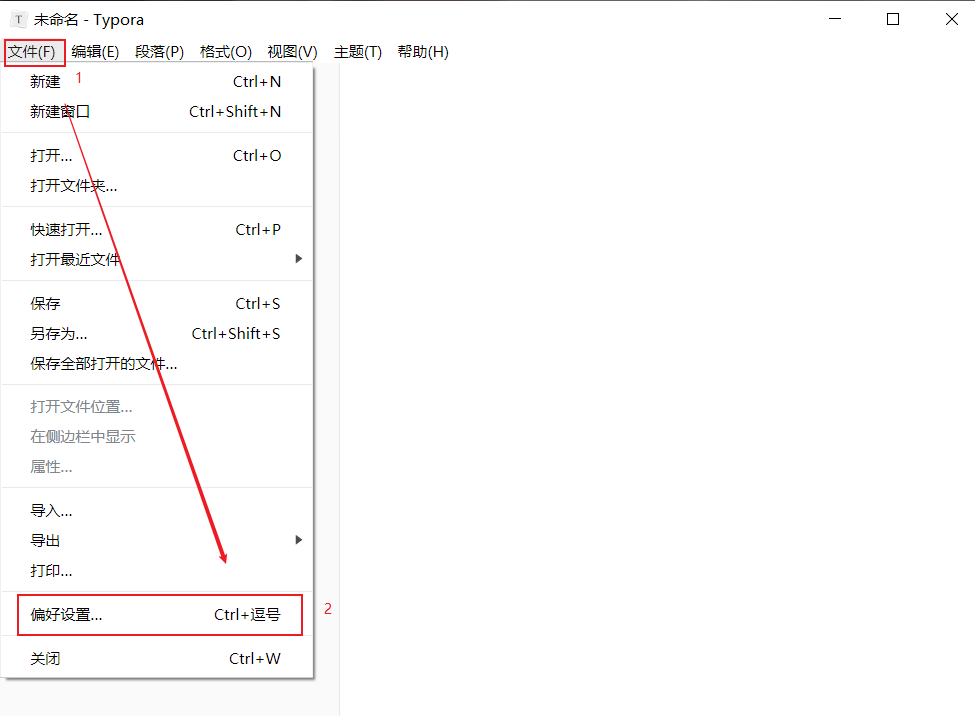 T 未命名 - Typora
文件(F) 编辑(E) 段落(P) 格式(O) 视图(V) 主题(T) 帮助(H)
新建 1 Ctrl+N
新建窗口 Ctrl+Shift+N
打开... Ctrl+O
打开文件夹...
快速打开... Ctrl+P
打开最近文件
保存 Ctrl+S
另存为... Ctrl+Shift+S
保存全部打开的文件...
打开文件位置...
在侧边栏中显示
属性...
导入...
导出
打印...
偏好设置... Ctrl+逗号 2
关闭 Ctrl+W